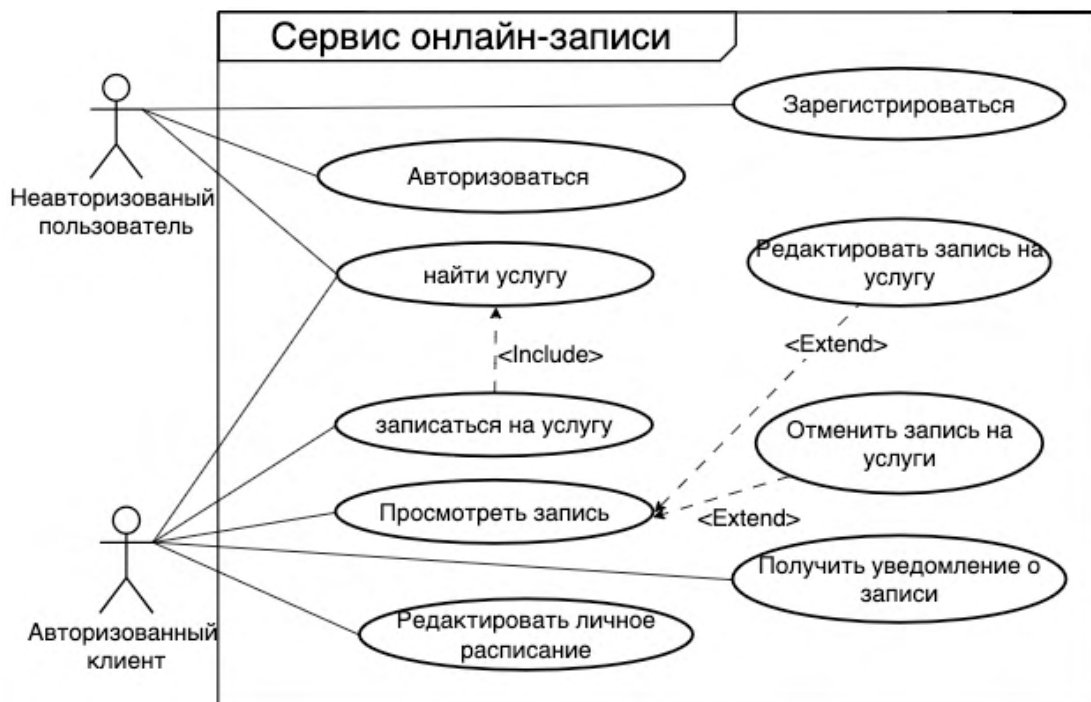 Сервис онлайн-записи
Зарегистрироваться
Авторизоваться
Неавторизованый
пользователь
найти услугу
Редактировать запись на
услугу
<Include>
<Extend>
записаться на услугу
Отменить запись на
услуги
Просмотреть запись
<Extend>
Получить уведомление о
записи
Авторизованный
клиент
Редактировать личное
расписание